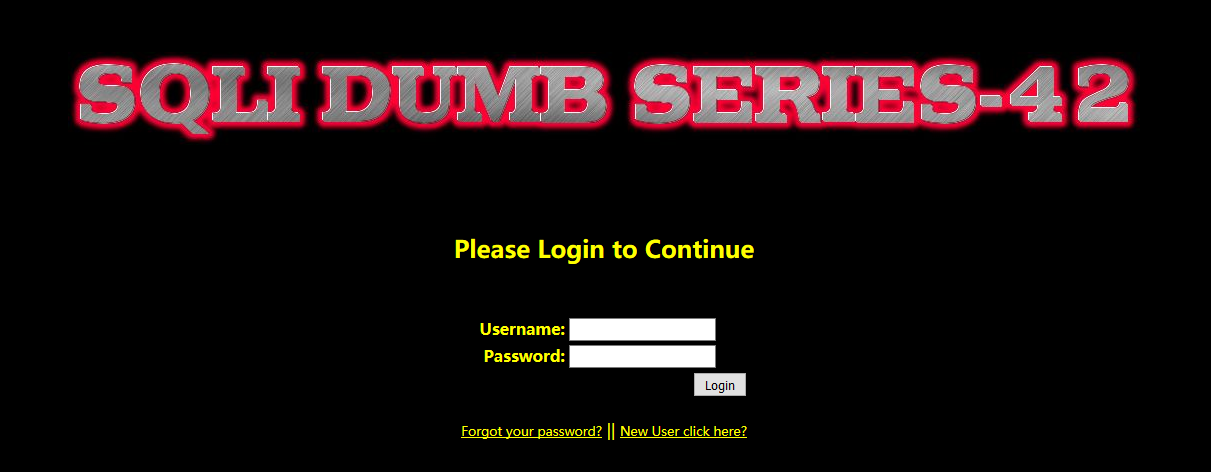 SQLI DUMB SERIES-42
Please Login to Continue
Username:
Password:
Login
Forgot your password? || New User click here?